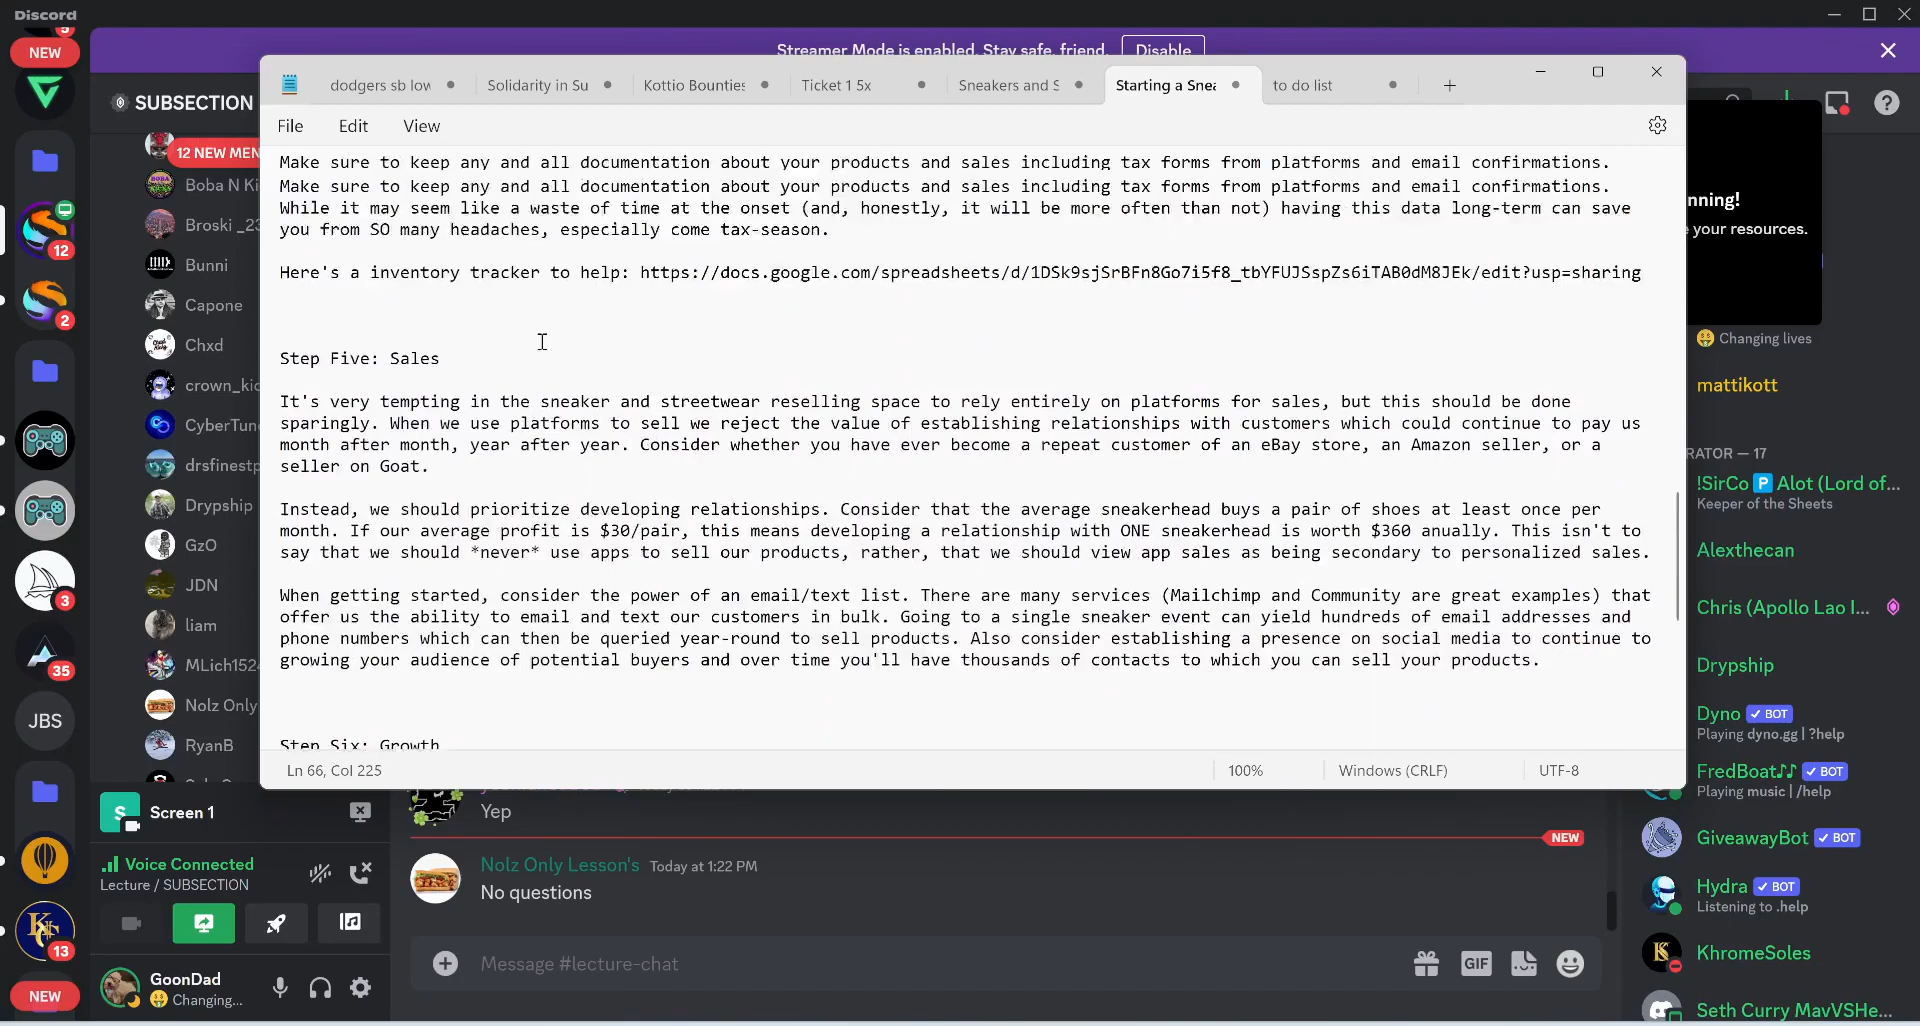 Discord
5
NEW
Streamer Mode is enabled. Stay safe, friend.
Disable
SUBSECTION
12 NEW MEN
Boba N Ki
Broski _23
Bunni
Capone
Chxd
crown_kid
CyberTune
drsfinestp
Drypship
GzO
JDN
liam
MLich1524
Nolz Only
RyanB
12
2
3
35
JBS
13
NEW
dodgers sb low
Solidarity in Su
Kottio Bounties
Ticket 1 5x
Sneakers and S
Starting a Snea
to do list
File
Edit
View
Make sure to keep any and all documentation about your products and sales including tax forms from platforms and email confirmations.
Make sure to keep any and all documentation about your products and sales including tax forms from platforms and email confirmations.
While it may seem like a waste of time at the onset (and, honestly, it will be more often than not) having this data long-term can save
you from SO many headaches, especially come tax-season.
Here's a inventory tracker to help: https://docs.google.com/spreadsheets/d/1DSk9sjSrBFn8Go7i5f8_tbYFUJSspZs6iTAB0dM8JEk/edit?usp=sharing
Step Five: Sales
It's very tempting in the sneaker and streetwear reselling space to rely entirely on platforms for sales, but this should be done
sparingly. When we use platforms to sell we reject the value of establishing relationships with customers which could continue to pay us
month after month, year after year. Consider whether you have ever become a repeat customer of an eBay store, an Amazon seller, or a
seller on Goat.
Instead, we should prioritize developing relationships. Consider that the average sneakerhead buys a pair of shoes at least once per
month. If our average profit is $30/pair, this means developing a relationship with ONE sneakerhead is worth $360 anually. This isn't to
say that we should *never* use apps to sell our products, rather, that we should view app sales as being secondary to personalized sales.
When getting started, consider the power of an email/text list. There are many services (Mailchimp and Community are great examples) that
offer us the ability to email and text our customers in bulk. Going to a single sneaker event can yield hundreds of email addresses and
phone numbers which can then be queried year-round to sell products. Also consider establishing a presence on social media to continue to
growing your audience of potential buyers and over time you'll have thousands of contacts to which you can sell your products.
Step Six: Growth
Ln 66, Col 225
100%
Windows (CRLF)
UTF-8
nning!
e your resources.
Changing lives
mattikott
RATOR — 17
!SirCo P Alot (Lord of...
Keeper of the Sheets
Alexthecan
Chris (Apollo Lao I...
Drypship
Dyno ✓ BOT
Playing dyno.gg | ?help
FredBoat♪♪ ✓ BOT
Playing music | /help
GiveawayBot ✓ BOT
Hydra ✓ BOT
Listening to .help
KhromeSoles
Seth Curry MavVSHe...
S
Screen 1
Voice Connected
Lecture / SUBSECTION
GoonDad
Changing...
Yep
NEW
Nolz Only Lesson's Today at 1:22 PM
No questions
Message #lecture-chat
GIF